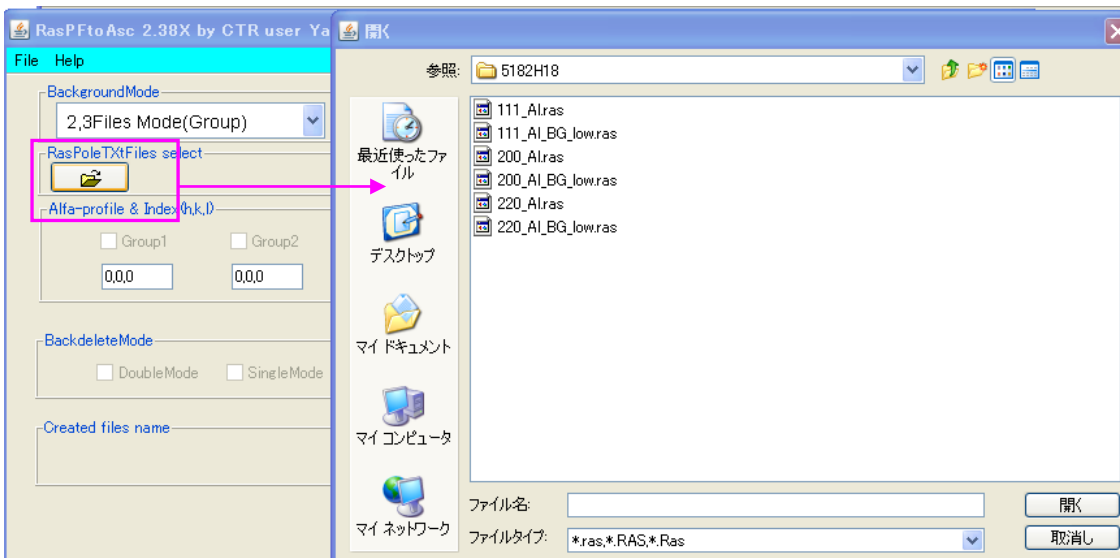 RasPFtoAsc 2.38X by CTR user Ya
File Help
BackgroundMode
2,3Files Mode(Group)
RasPoleTXtFiles select
Alfa-profile & Index(h,k,l)
Group1 Group2
0,0,0 0,0,0
BackdeleteMode
DoubleMode SingleMode
Created files name
開く
参照: 5182H18
最近使ったファ
イル
デスクトップ
マイ ドキュメント
マイ コンピュータ
マイ ネットワーク
111_Al.ras
111_Al_BG_low.ras
200_Al.ras
200_Al_BG_low.ras
220_Al.ras
220_Al_BG_low.ras
ファイル名: 開く
ファイルタイプ: *.ras,*.RAS,*.Ras 取消し